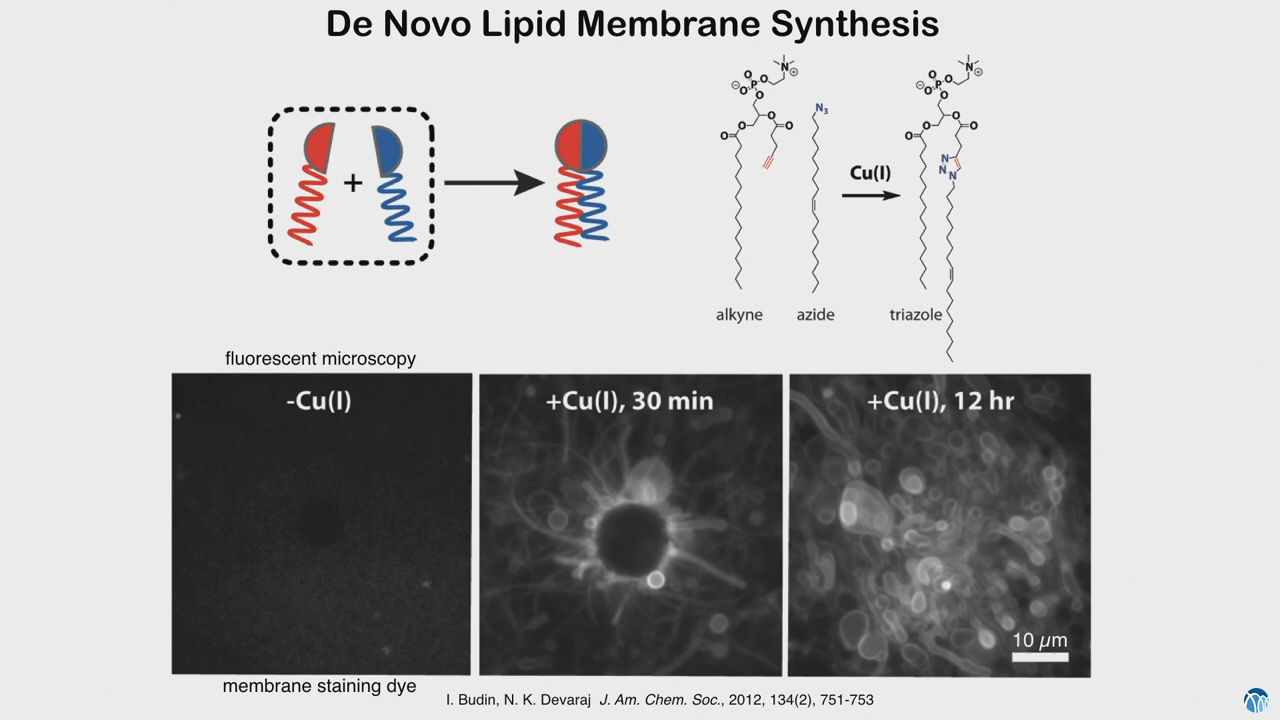 De Novo Lipid Membrane Synthesis
+
O
O
P
O
⊖O
O
N
⊕
O
O
O
O
N3
Cu(I)
O
O
P
O
⊖O
O
N
⊕
O
O
O
O
N
N
N
alkyne
azide
triazole
fluorescent microscopy
-Cu(I)
+Cu(I), 30 min
+Cu(I), 12 hr
10 µm
membrane staining dye
I. Budin, N. K. Devaraj J. Am. Chem. Soc., 2012, 134(2), 751-753